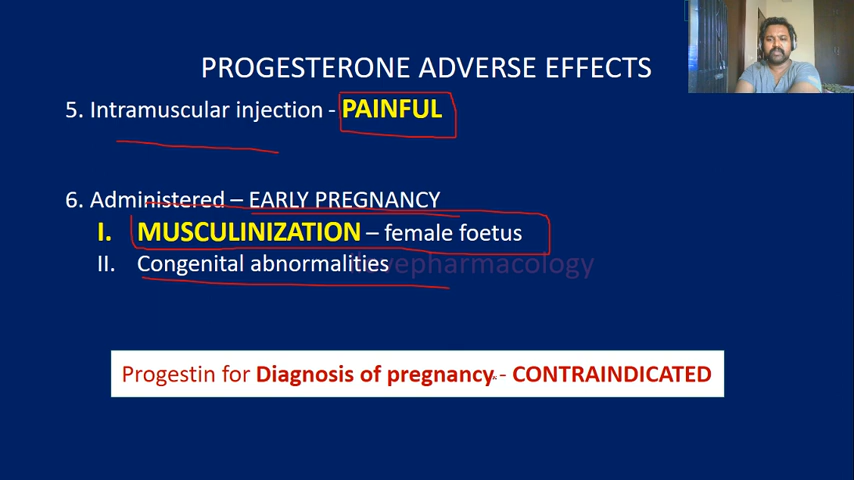 PROGESTERONE ADVERSE EFFECTS
5. Intramuscular injection - PAINFUL
6. Administered – EARLY PREGNANCY
I. MUSCULINIZATION – female foetus
II. Congenital abnormalities
ilovepharmacology
Progestin for Diagnosis of pregnancy - CONTRAINDICATED